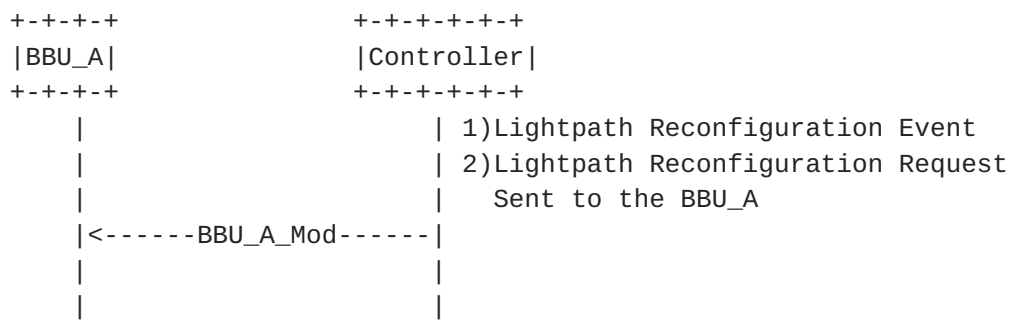 +-+-+-+ +-+-+-+-+-+
|BBU_A| |Controller|
+-+-+-+ +-+-+-+-+-+
| | 1)Lightpath Reconfiguration Event
| | 2)Lightpath Reconfiguration Request
| | Sent to the BBU_A
|<------BBU_A_Mod------|
| |
| |